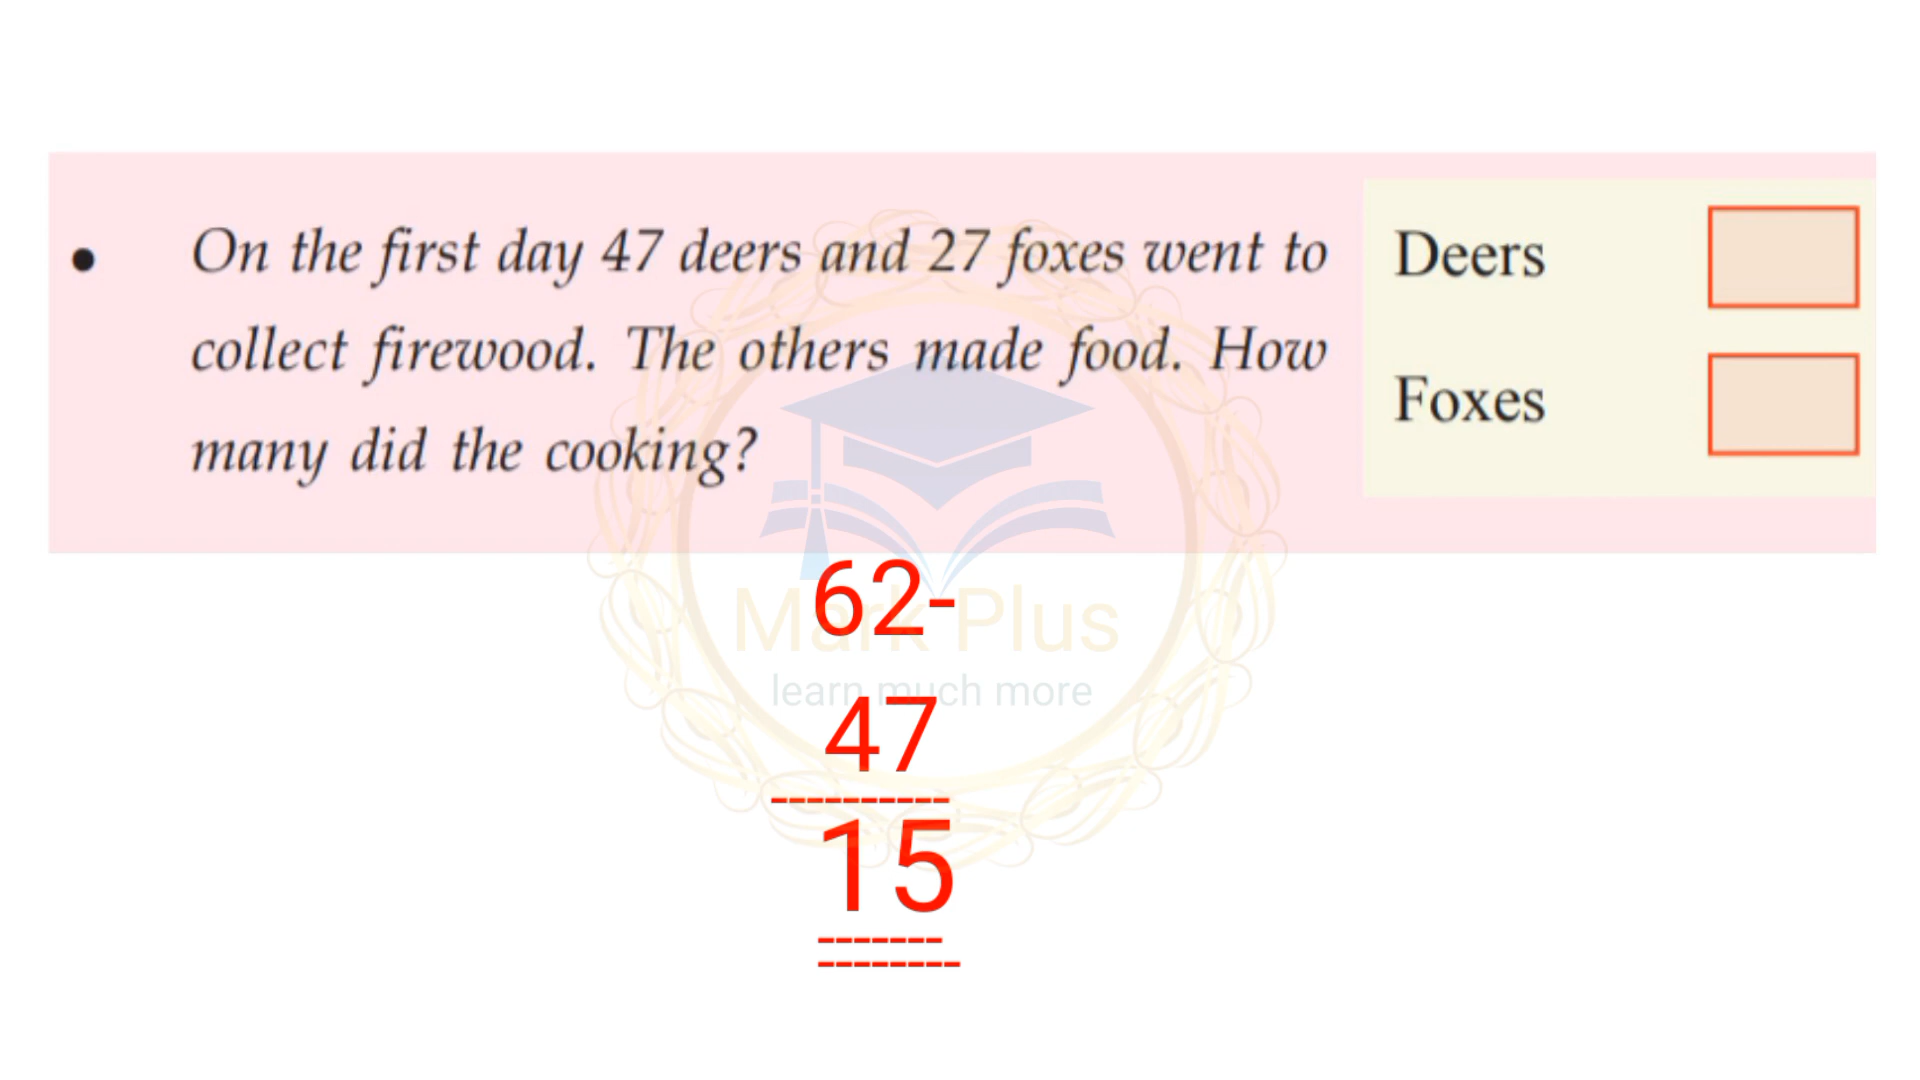 • On the first day 47 deers and 27 foxes went to
collect firewood. The others made food. How
many did the cooking?
Deers
Foxes
Mark Plus
learn much more
62-
47
----------
15
-------
--------